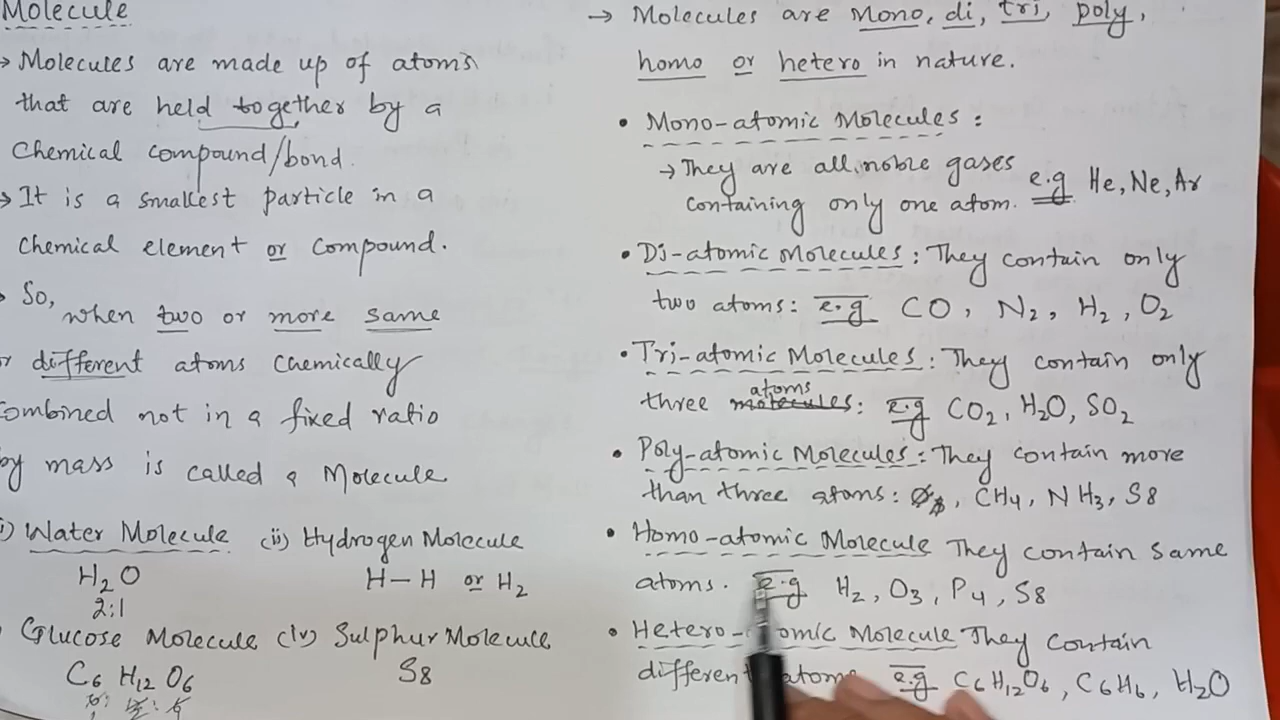 Molecule
→ Molecules are made up of atoms
that are held together by a
Chemical compound/bond.
→ It is a smallest particle in a
chemical element or compound.
So, when two or more same
or different atoms chemically
combined not in a fixed ratio
by mass is called a Molecule
i) Water Molecule (ii) Hydrogen Molecule
H2O H-H or H2
2:1
Glucose Molecule (iv) Sulphur Molecule
C6 H12 O6 S8
→ Molecules are Mono, di, tri, poly,
homo or hetero in nature.
• Mono-atomic Molecules:
→ They are all noble gases
containing only one atom. e.g He, Ne, Ar
• Di-atomic Molecules: They contain only
two atoms: e.g CO, N2, H2, O2
• Tri-atomic Molecules: They contain only
three atoms molecules: e.g CO2, H2O, SO2
• Poly-atomic Molecules: They contain more
than three atoms: , CH4, NH3, S8
• Homo-atomic Molecule They contain same
atoms. e.g H2, O3, P4, S8
• Hetero-atomic Molecule They contain
different atom e.g C6H12O6, C6H6, H2O